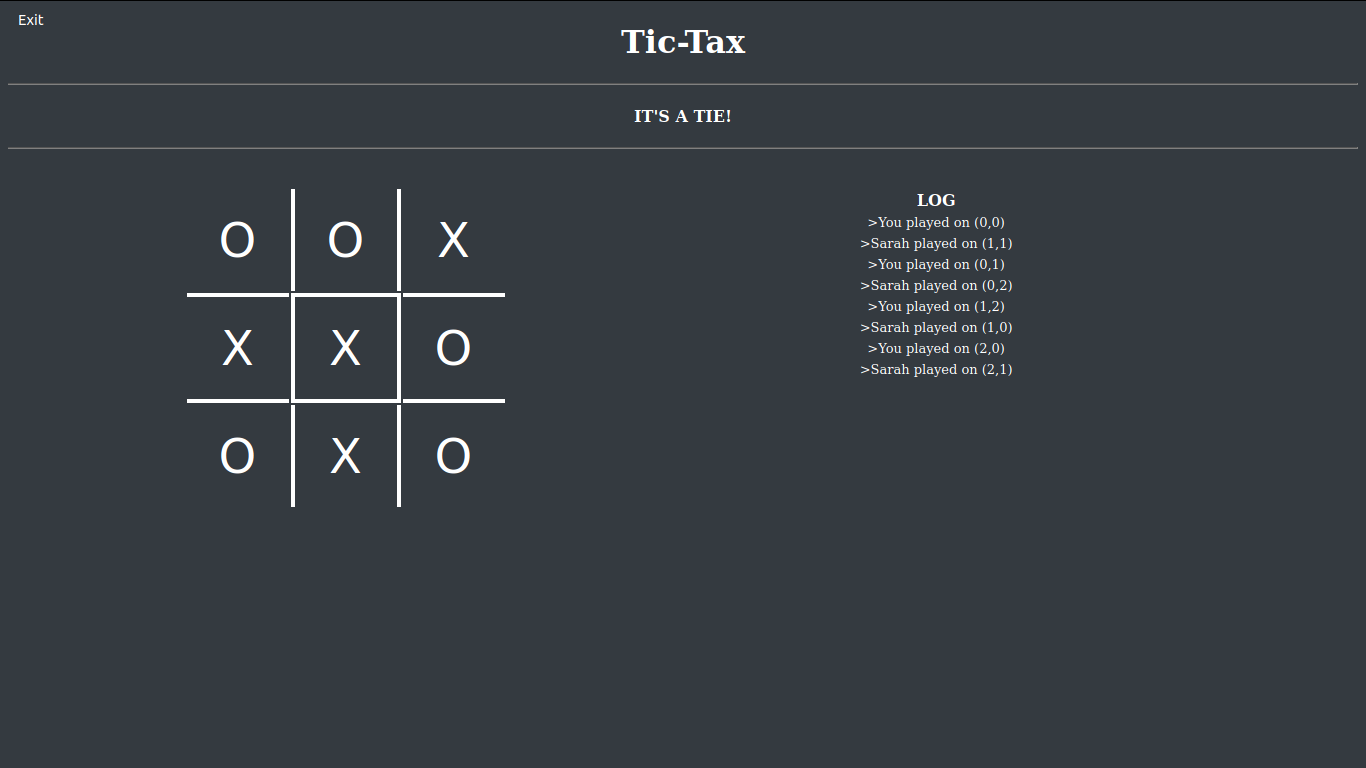 Exit
Tic-Tax
IT'S A TIE!
O O X
X X O
O X O
LOG
>You played on (0,0)
>Sarah played on (1,1)
>You played on (0,1)
>Sarah played on (0,2)
>You played on (1,2)
>Sarah played on (1,0)
>You played on (2,0)
>Sarah played on (2,1)